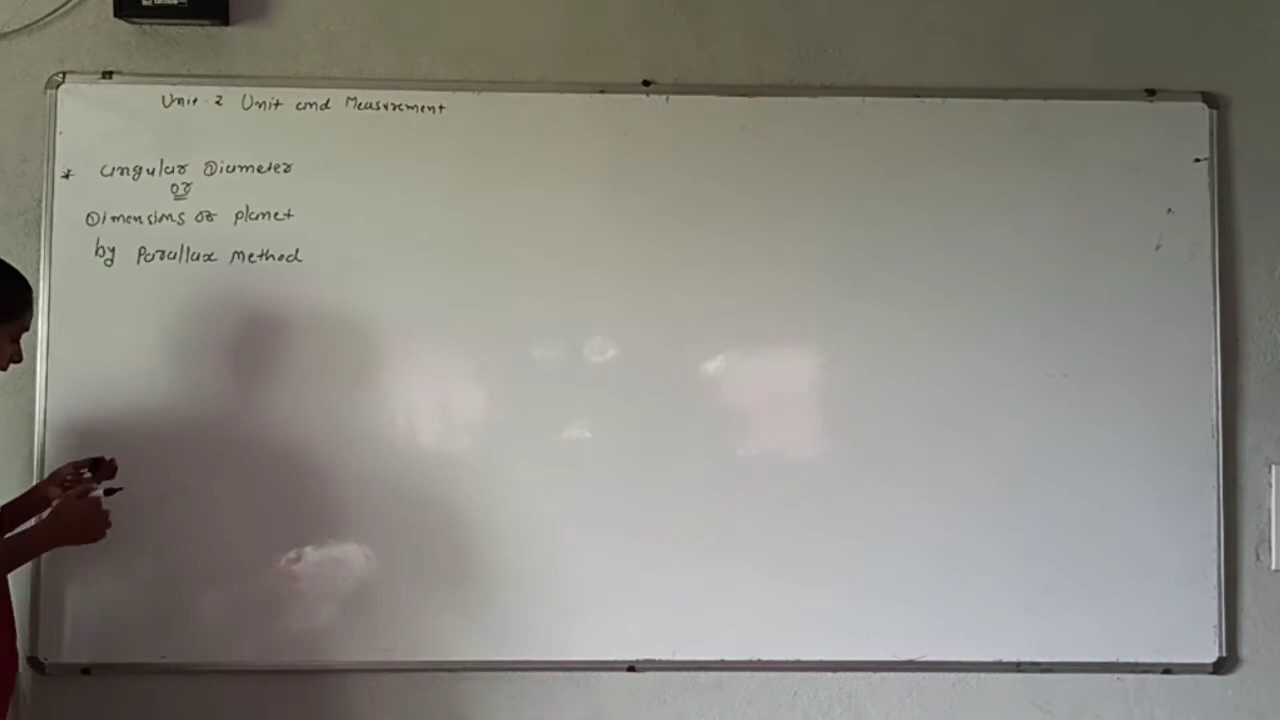 Unit 2 Unit and Measurement
* angular Diameter
or
Dimensions of planet
by Parallax Method